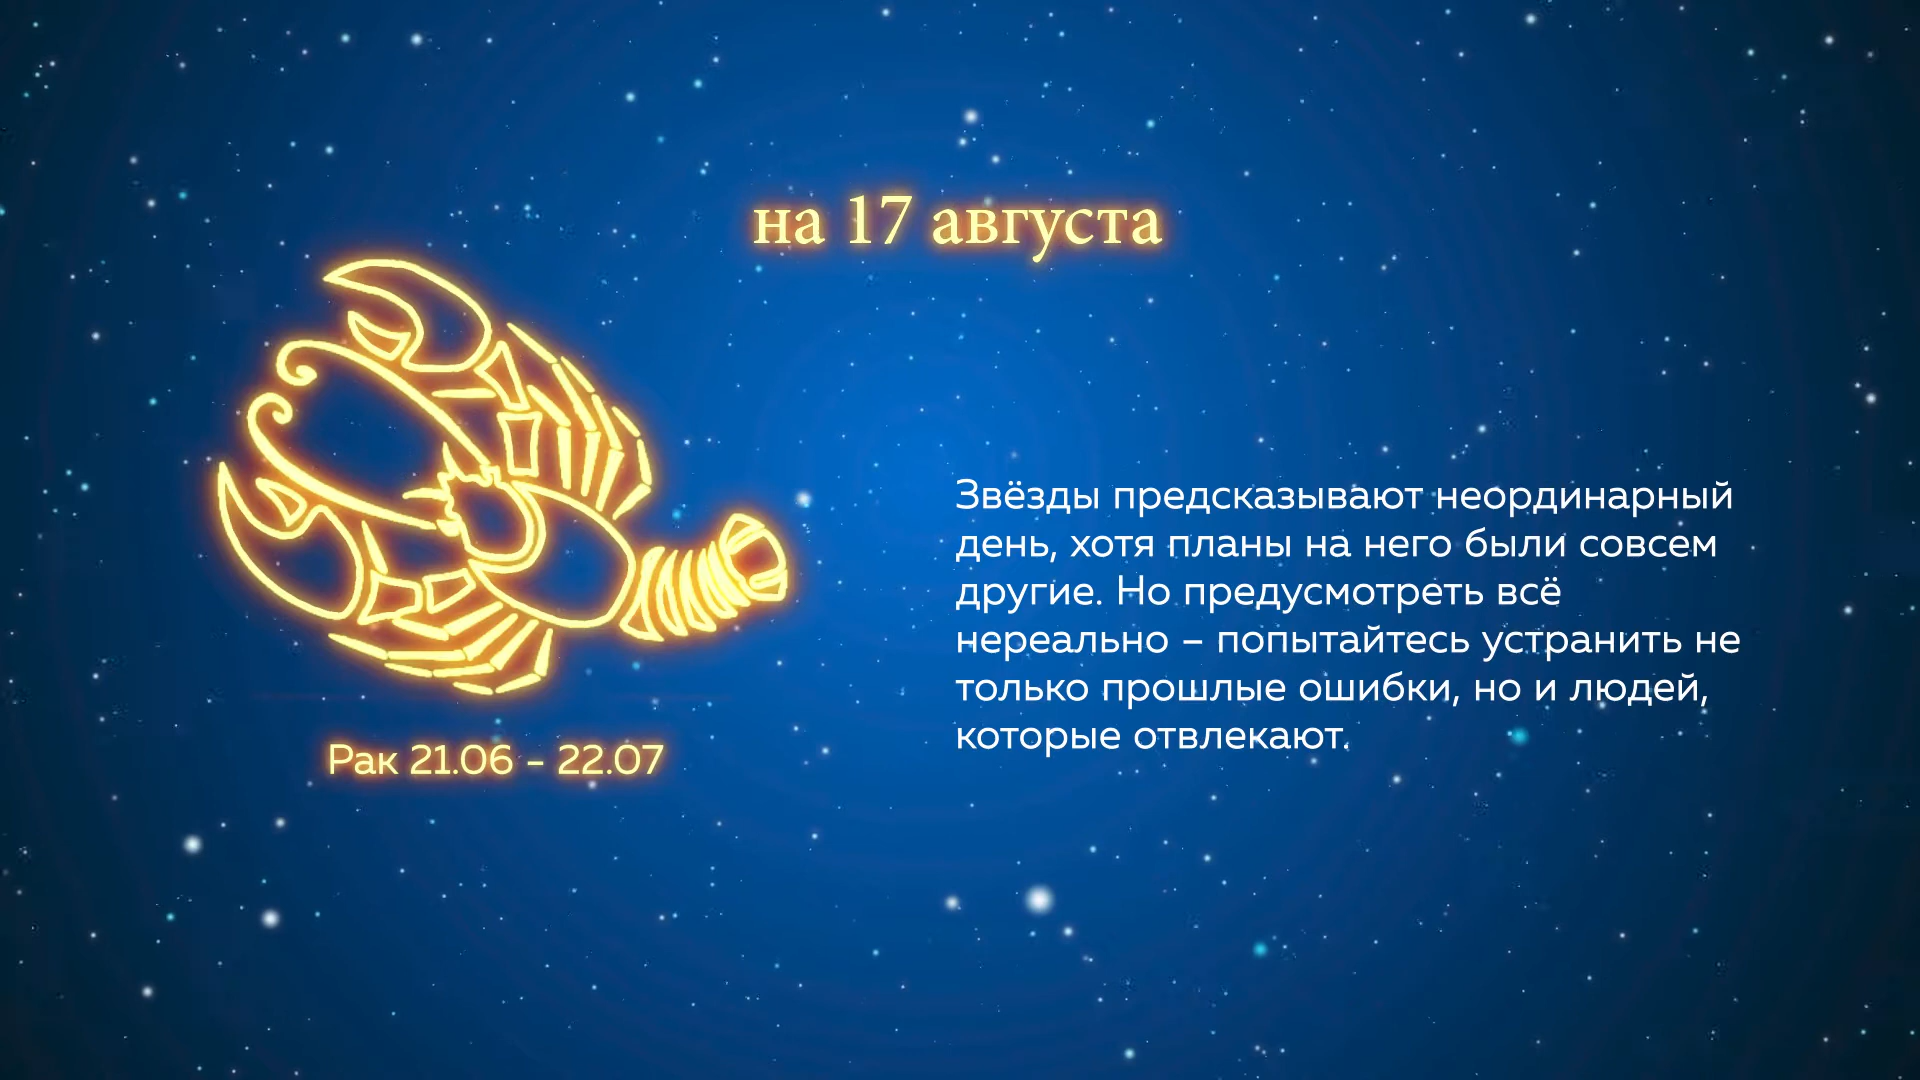 на 17 августа
Звёзды предсказывают неординарный
день, хотя планы на него были совсем
другие. Но предусмотреть всё
нереально – попытайтесь устранить не
только прошлые ошибки, но и людей,
которые отвлекают.
Рак 21.06 - 22.07